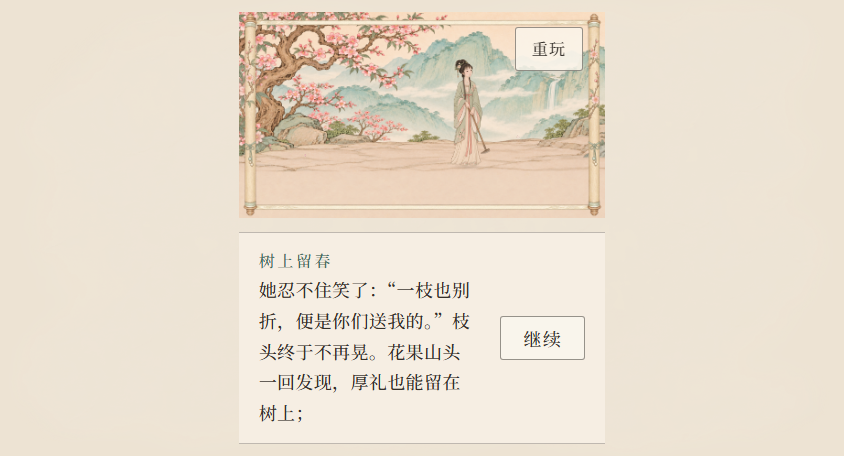 重玩
树上留春
她忍不住笑了：“一枝也别
折，便是你们送我的。”枝
头终于不再晃。花果山头
一回发现，厚礼也能留在
树上；
继续